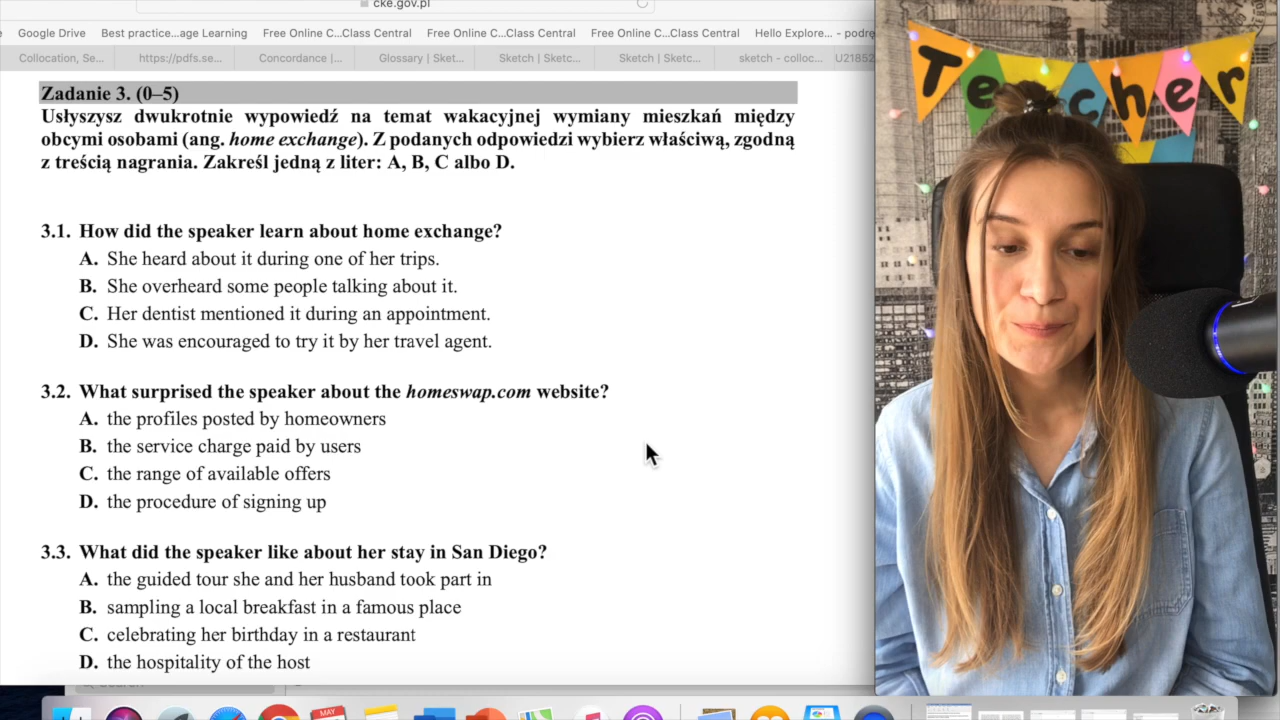 cke.gov.pl
Google Drive Best practice...age Learning Free Online C...Class Central Free Online C...Class Central Free Online C...Class Central Hello Explore... - podrę
Collocation, Se... https://pdfs.se... Concordance |... Glossary | Sket... Sketch | Sketc... Sketch | Sketc... sketch - colloc...
Zadanie 3. (0–5)
Usłyszysz dwukrotnie wypowiedź na temat wakacyjnej wymiany mieszkań między
obcymi osobami (ang. home exchange). Z podanych odpowiedzi wybierz właściwą, zgodną
z treścią nagrania. Zakreśl jedną z liter: A, B, C albo D.
3.1. How did the speaker learn about home exchange?
A. She heard about it during one of her trips.
B. She overheard some people talking about it.
C. Her dentist mentioned it during an appointment.
D. She was encouraged to try it by her travel agent.
3.2. What surprised the speaker about the homeswap.com website?
A. the profiles posted by homeowners
B. the service charge paid by users
C. the range of available offers
D. the procedure of signing up
3.3. What did the speaker like about her stay in San Diego?
A. the guided tour she and her husband took part in
B. sampling a local breakfast in a famous place
C. celebrating her birthday in a restaurant
D. the hospitality of the host
MAY
Teacher